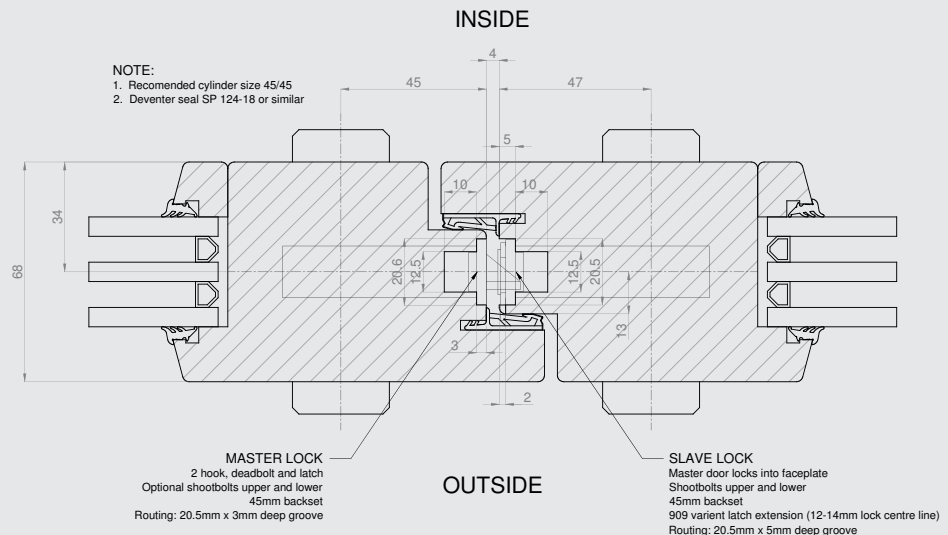 INSIDE
4
NOTE:
1. Recomended cylinder size 45/45
2. Deventer seal SP 124-18 or similar
45
47
5
10
10
34
68
20.6
12.5
12.5
20.5
13
3
2
MASTER LOCK
2 hook, deadbolt and latch
Optional shootbolts upper and lower
45mm backset
Routing: 20.5mm x 3mm deep groove
OUTSIDE
SLAVE LOCK
Master door locks into faceplate
Shootbolts upper and lower
45mm backset
909 varient latch extension (12-14mm lock centre line)
Routing: 20.5mm x 5mm deep groove